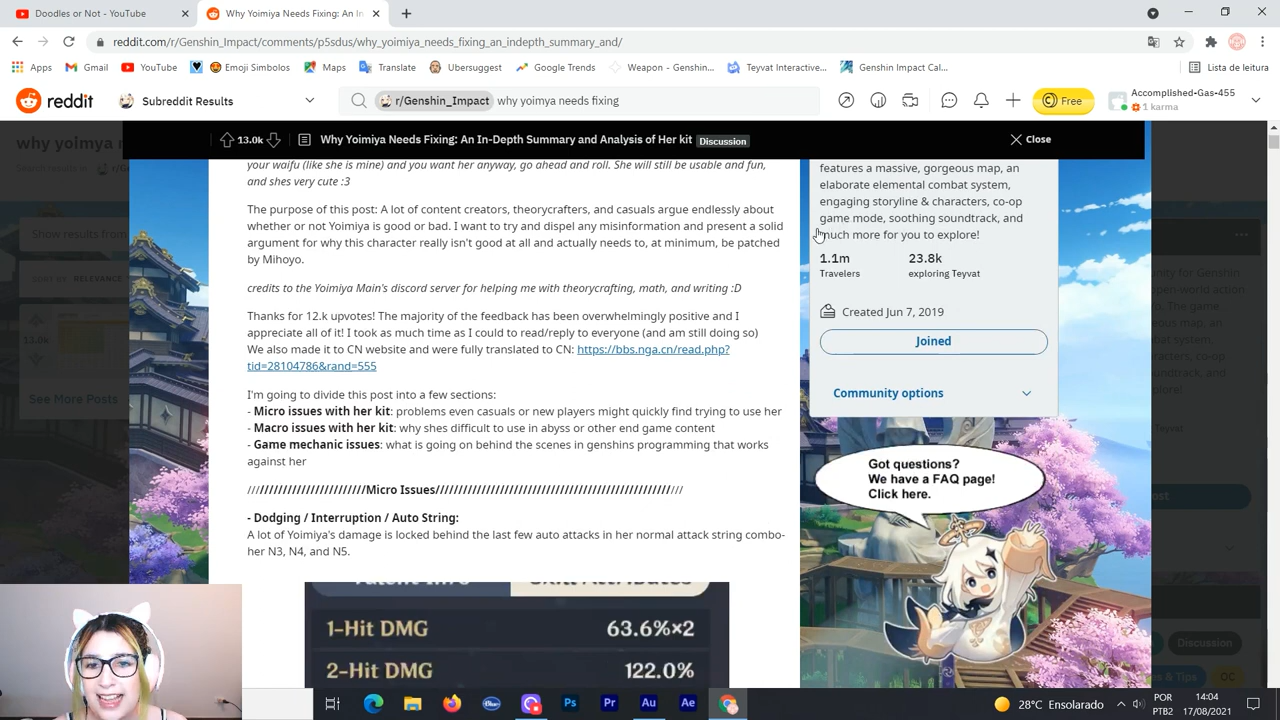 Doodles or Not - YouTube
Why Yoimiya Needs Fixing: An In
reddit.com/r/Genshin_Impact/comments/p5sdus/why_yoimiya_needs_fixing_an_indepth_summary_and/
Apps Gmail YouTube Emoji Simbolos Maps Translate Ubersuggest Google Trends Weapon - Genshin... Teyvat Interactive... Genshin Impact Cal... Lista de leitura
reddit Subreddit Results r/Genshin_Impact why yoimya needs fixing Free Accomplished-Gas-455
1 karma
13.0k Why Yoimiya Needs Fixing: An In-Depth Summary and Analysis of Her kit Discussion Close
your waifu (like she is mine) and you want her anyway, go ahead and roll. She will still be usable and fun,
and shes very cute :3
The purpose of this post: A lot of content creators, theorycrafters, and casuals argue endlessly about
whether or not Yoimiya is good or bad. I want to try and dispel any misinformation and present a solid
argument for why this character really isn't good at all and actually needs to, at minimum, be patched
by Mihoyo.
credits to the Yoimiya Main's discord server for helping me with theorycrafting, math, and writing :D
Thanks for 12.k upvotes! The majority of the feedback has been overwhelmingly positive and I
appreciate all of it! I took as much time as I could to read/reply to everyone (and am still doing so)
We also made it to CN website and were fully translated to CN: https://bbs.nga.cn/read.php?
tid=28104786&rand=555
I'm going to divide this post into a few sections:
- Micro issues with her kit: problems even casuals or new players might quickly find trying to use her
- Macro issues with her kit: why shes difficult to use in abyss or other end game content
- Game mechanic issues: what is going on behind the scenes in genshins programming that works
against her
////////////////////////Micro Issues////////////////////////////////////////////////
- Dodging / Interruption / Auto String:
A lot of Yoimiya's damage is locked behind the last few auto attacks in her normal attack string combo-
her N3, N4, and N5.
Talent Info Skill Attributes
1-Hit DMG 63.6%×2
2-Hit DMG 122.0%
features a massive, gorgeous map, an
elaborate elemental combat system,
engaging storyline & characters, co-op
game mode, soothing soundtrack, and
much more for you to explore!
1.1m 23.8k
Travelers exploring Teyvat
Created Jun 7, 2019
Joined
Community options
Got questions?
We have a FAQ page!
Click here.
why yoimya
Show results from
13.0k
See More Posts
Discussion
OC
28°C Ensolarado
POR
PTB2
14:04
17/08/2021